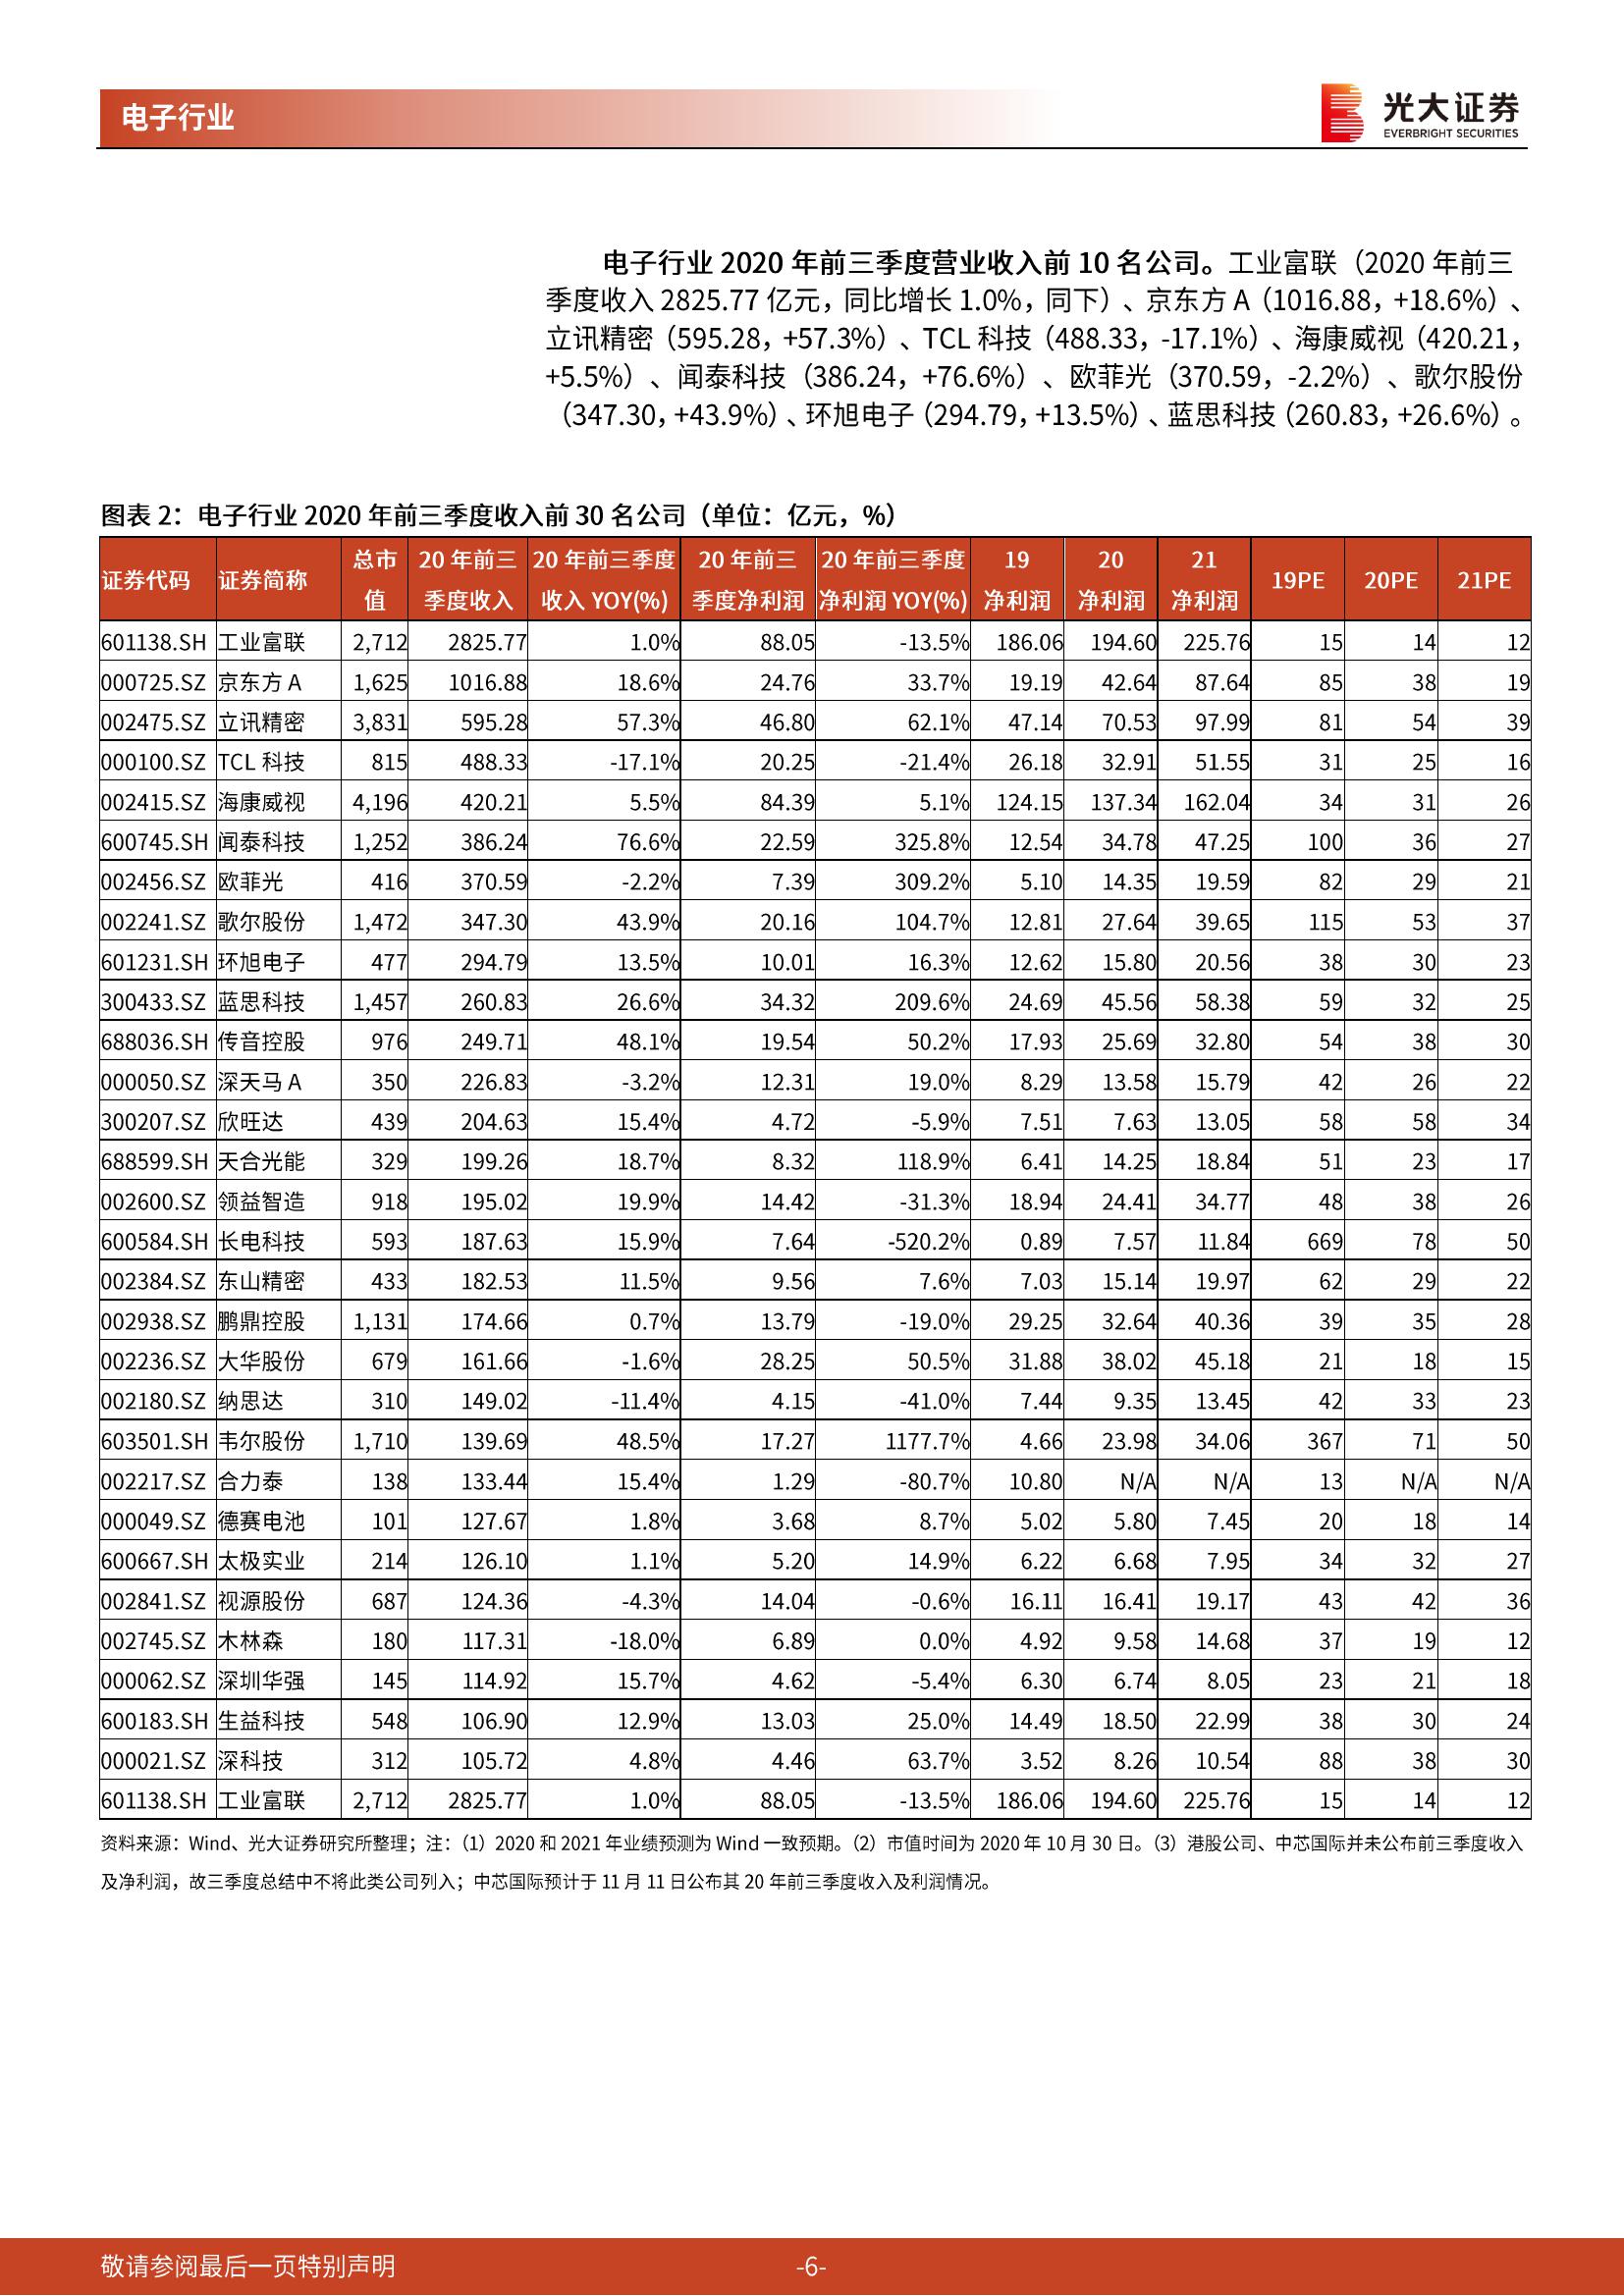 电子行业
光大证券
EVERBRIGHT SECURITIES
电子行业 2020 年前三季度营业收入前 10 名公司。工业富联（2020 年前三
季度收入 2825.77 亿元，同比增长 1.0%，同下）、京东方 A（1016.88，+18.6%）、
立讯精密（595.28，+57.3%）、TCL 科技（488.33，-17.1%）、海康威视（420.21，
+5.5%）、闻泰科技（386.24，+76.6%）、欧菲光（370.59，-2.2%）、歌尔股份
（347.30，+43.9%）、环旭电子（294.79，+13.5%）、蓝思科技（260.83，+26.6%）。
图表 2：电子行业 2020 年前三季度收入前 30 名公司（单位：亿元，%）
证券代码 证券简称 总市值 20 年前三季度收入 20 年前三季度收入 YOY(%) 20 年前三季度净利润 20 年前三季度净利润 YOY(%) 19 净利润 20 净利润 21 净利润 19PE 20PE 21PE
601138.SH 工业富联 2,712 2825.77 1.0% 88.05 -13.5% 186.06 194.60 225.76 15 14 12
000725.SZ 京东方 A 1,625 1016.88 18.6% 24.76 33.7% 19.19 42.64 87.64 85 38 19
002475.SZ 立讯精密 3,831 595.28 57.3% 46.80 62.1% 47.14 70.53 97.99 81 54 39
000100.SZ TCL 科技 815 488.33 -17.1% 20.25 -21.4% 26.18 32.91 51.55 31 25 16
002415.SZ 海康威视 4,196 420.21 5.5% 84.39 5.1% 124.15 137.34 162.04 34 31 26
600745.SH 闻泰科技 1,252 386.24 76.6% 22.59 325.8% 12.54 34.78 47.25 100 36 27
002456.SZ 欧菲光 416 370.59 -2.2% 7.39 309.2% 5.10 14.35 19.59 82 29 21
002241.SZ 歌尔股份 1,472 347.30 43.9% 20.16 104.7% 12.81 27.64 39.65 115 53 37
601231.SH 环旭电子 477 294.79 13.5% 10.01 16.3% 12.62 15.80 20.56 38 30 23
300433.SZ 蓝思科技 1,457 260.83 26.6% 34.32 209.6% 24.69 45.56 58.38 59 32 25
688036.SH 传音控股 976 249.71 48.1% 19.54 50.2% 17.93 25.69 32.80 54 38 30
000050.SZ 深天马 A 350 226.83 -3.2% 12.31 19.0% 8.29 13.58 15.79 42 26 22
300207.SZ 欣旺达 439 204.63 15.4% 4.72 -5.9% 7.51 7.63 13.05 58 58 34
688599.SH 天合光能 329 199.26 18.7% 8.32 118.9% 6.41 14.25 18.84 51 23 17
002600.SZ 领益智造 918 195.02 19.9% 14.42 -31.3% 18.94 24.41 34.77 48 38 26
600584.SH 长电科技 593 187.63 15.9% 7.64 -520.2% 0.89 7.57 11.84 669 78 50
002384.SZ 东山精密 433 182.53 11.5% 9.56 7.6% 7.03 15.14 19.97 62 29 22
002938.SZ 鹏鼎控股 1,131 174.66 0.7% 13.79 -19.0% 29.25 32.64 40.36 39 35 28
002236.SZ 大华股份 679 161.66 -1.6% 28.25 50.5% 31.88 38.02 45.18 21 18 15
002180.SZ 纳思达 310 149.02 -11.4% 4.15 -41.0% 7.44 9.35 13.45 42 33 23
603501.SH 韦尔股份 1,710 139.69 48.5% 17.27 1177.7% 4.66 23.98 34.06 367 71 50
002217.SZ 合力泰 138 133.44 15.4% 1.29 -80.7% 10.80 N/A N/A 13 N/A N/A
000049.SZ 德赛电池 101 127.67 1.8% 3.68 8.7% 5.02 5.80 7.45 20 18 14
600667.SH 太极实业 214 126.10 1.1% 5.20 14.9% 6.22 6.68 7.95 34 32 27
002841.SZ 视源股份 687 124.36 -4.3% 14.04 -0.6% 16.11 16.41 19.17 43 42 36
002745.SZ 木林森 180 117.31 -18.0% 6.89 0.0% 4.92 9.58 14.68 37 19 12
000062.SZ 深圳华强 145 114.92 15.7% 4.62 -5.4% 6.30 6.74 8.05 23 21 18
600183.SH 生益科技 548 106.90 12.9% 13.03 25.0% 14.49 18.50 22.99 38 30 24
000021.SZ 深科技 312 105.72 4.8% 4.46 63.7% 3.52 8.26 10.54 88 38 30
601138.SH 工业富联 2,712 2825.77 1.0% 88.05 -13.5% 186.06 194.60 225.76 15 14 12
资料来源：Wind、光大证券研究所整理；注：（1）2020 和 2021 年业绩预测为 Wind 一致预期。（2）市值时间为 2020 年 10 月 30 日。（3）港股公司、中芯国际并未公布前三季度收入
及净利润，故三季度总结中不将此类公司列入；中芯国际预计于 11 月 11 日公布其 20 年前三季度收入及利润情况。
敬请参阅最后一页特别声明
-6-